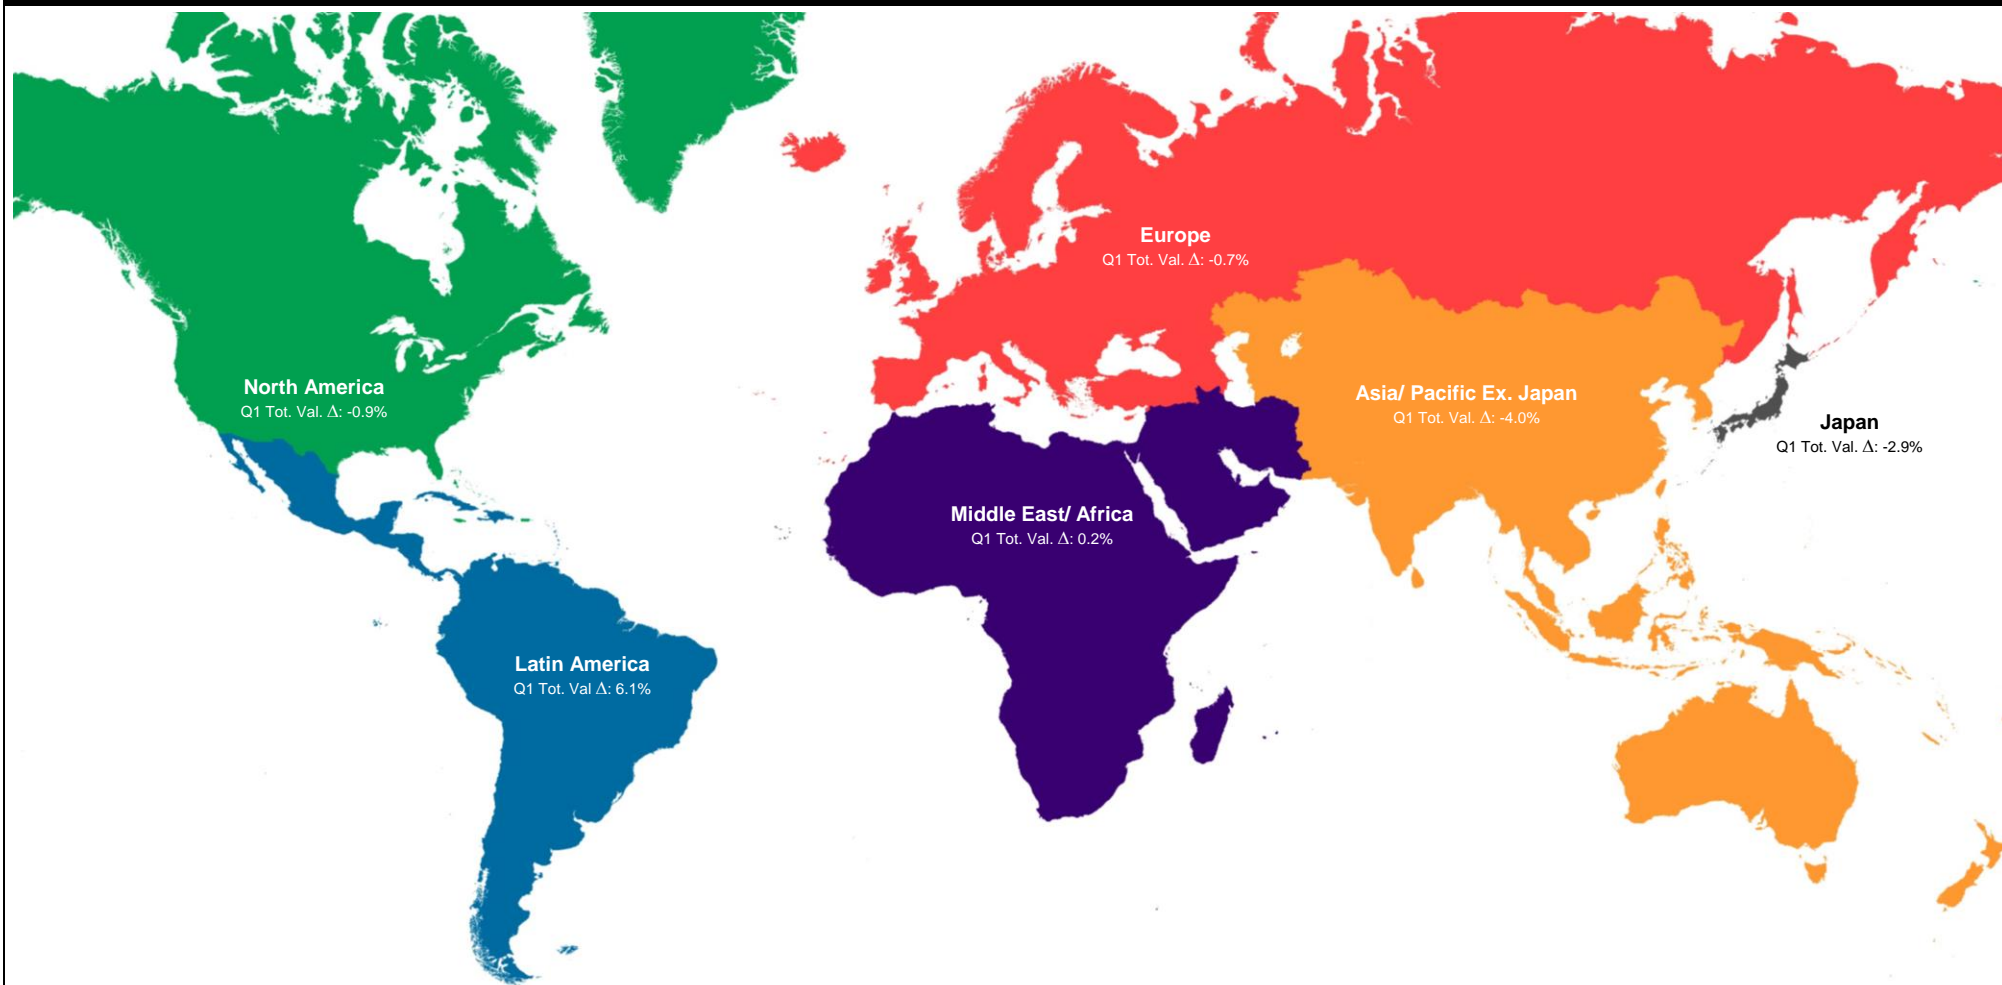 Europe
Q1 Tot. Val. Δ: -0.7%
North America
Q1 Tot. Val. Δ: -0.9%
Asia/ Pacific Ex. Japan
Q1 Tot. Val. Δ: -4.0%
Japan
Q1 Tot. Val. Δ: -2.9%
Middle East/ Africa
Q1 Tot. Val. Δ: 0.2%
Latin America
Q1 Tot. Val Δ: 6.1%